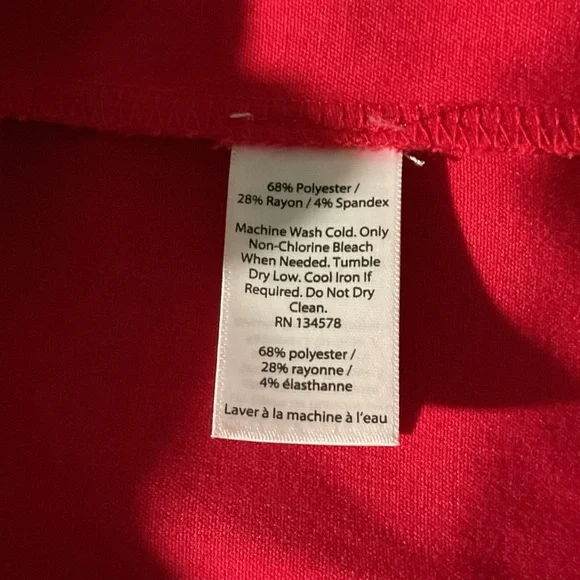 68% Polyester /
28% Rayon / 4% Spandex
Machine Wash Cold. Only
Non-Chlorine Bleach
When Needed. Tumble
Dry Low. Cool Iron If
Required. Do Not Dry
Clean.
RN 134578
68% polyester /
28% rayonne /
4% élasthanne
Laver à la machine à l'eau